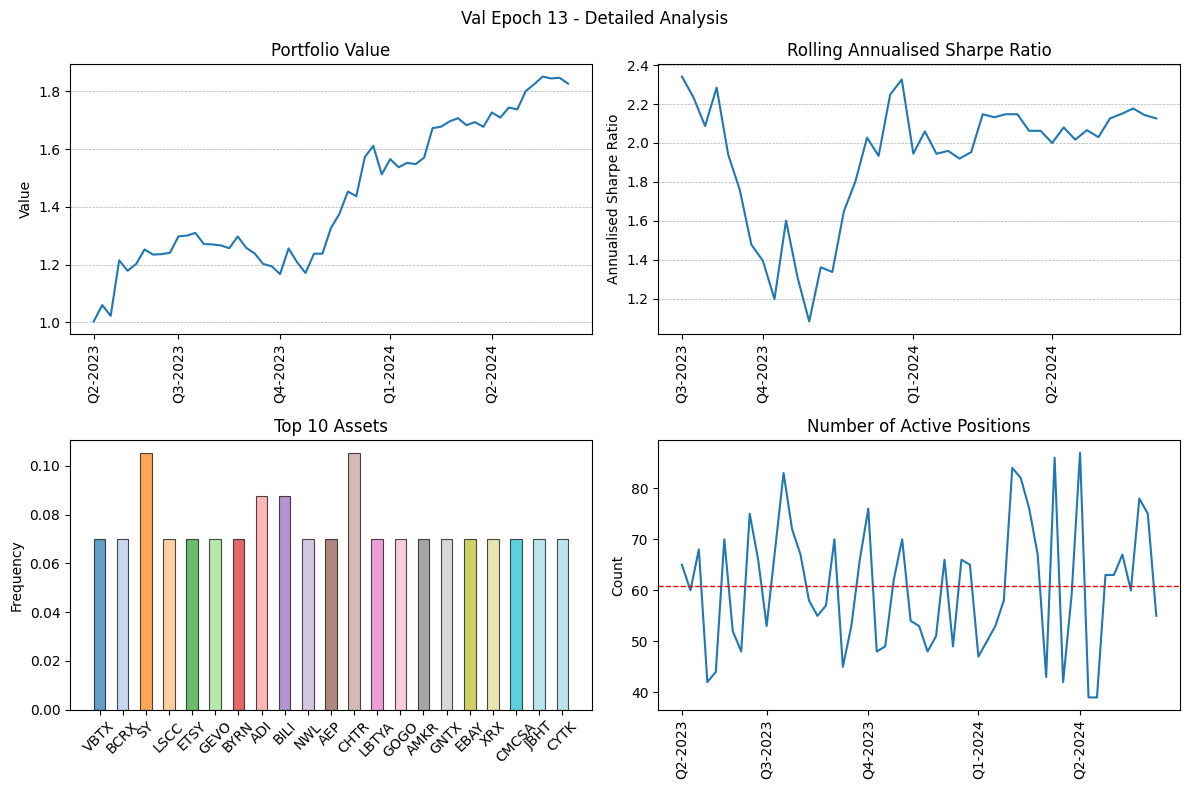 Val Epoch 13 - Detailed Analysis
Portfolio Value
Value
1.8
1.6
1.4
1.2
1.0
Q2-2023
Q3-2023
Q4-2023
Q1-2024
Q2-2024
Rolling Annualised Sharpe Ratio
Annualised Sharpe Ratio
2.4
2.2
2.0
1.8
1.6
1.4
1.2
Q3-2023
Q4-2023
Q1-2024
Q2-2024
Top 10 Assets
Frequency
0.10
0.08
0.06
0.04
0.02
0.00
VBTX
BCRX
SY
LSCC
ETSY
GEVO
BYRN
ADI
BILI
NWL
AEP
CHTR
LBTYA
GOGO
AMKR
GNTX
EBAY
XRX
CMCSA
JBHT
CYTK
Number of Active Positions
Count
80
70
60
50
40
Q2-2023
Q3-2023
Q4-2023
Q1-2024
Q2-2024